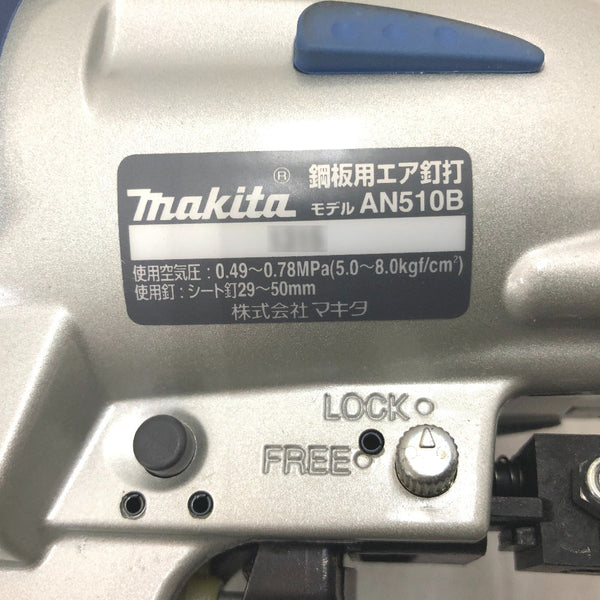 makita ® 鋼板用エア釘打
モデル AN510B
使用空気圧：0.49～0.78MPa(5.0～8.0kgf/cm²)
使用釘：シート釘29～50mm
株式会社 マキタ
LOCK
FREE